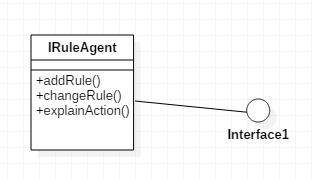 IRuleAgent
+addRule()
+changeRule()
+explainAction()
Interface1